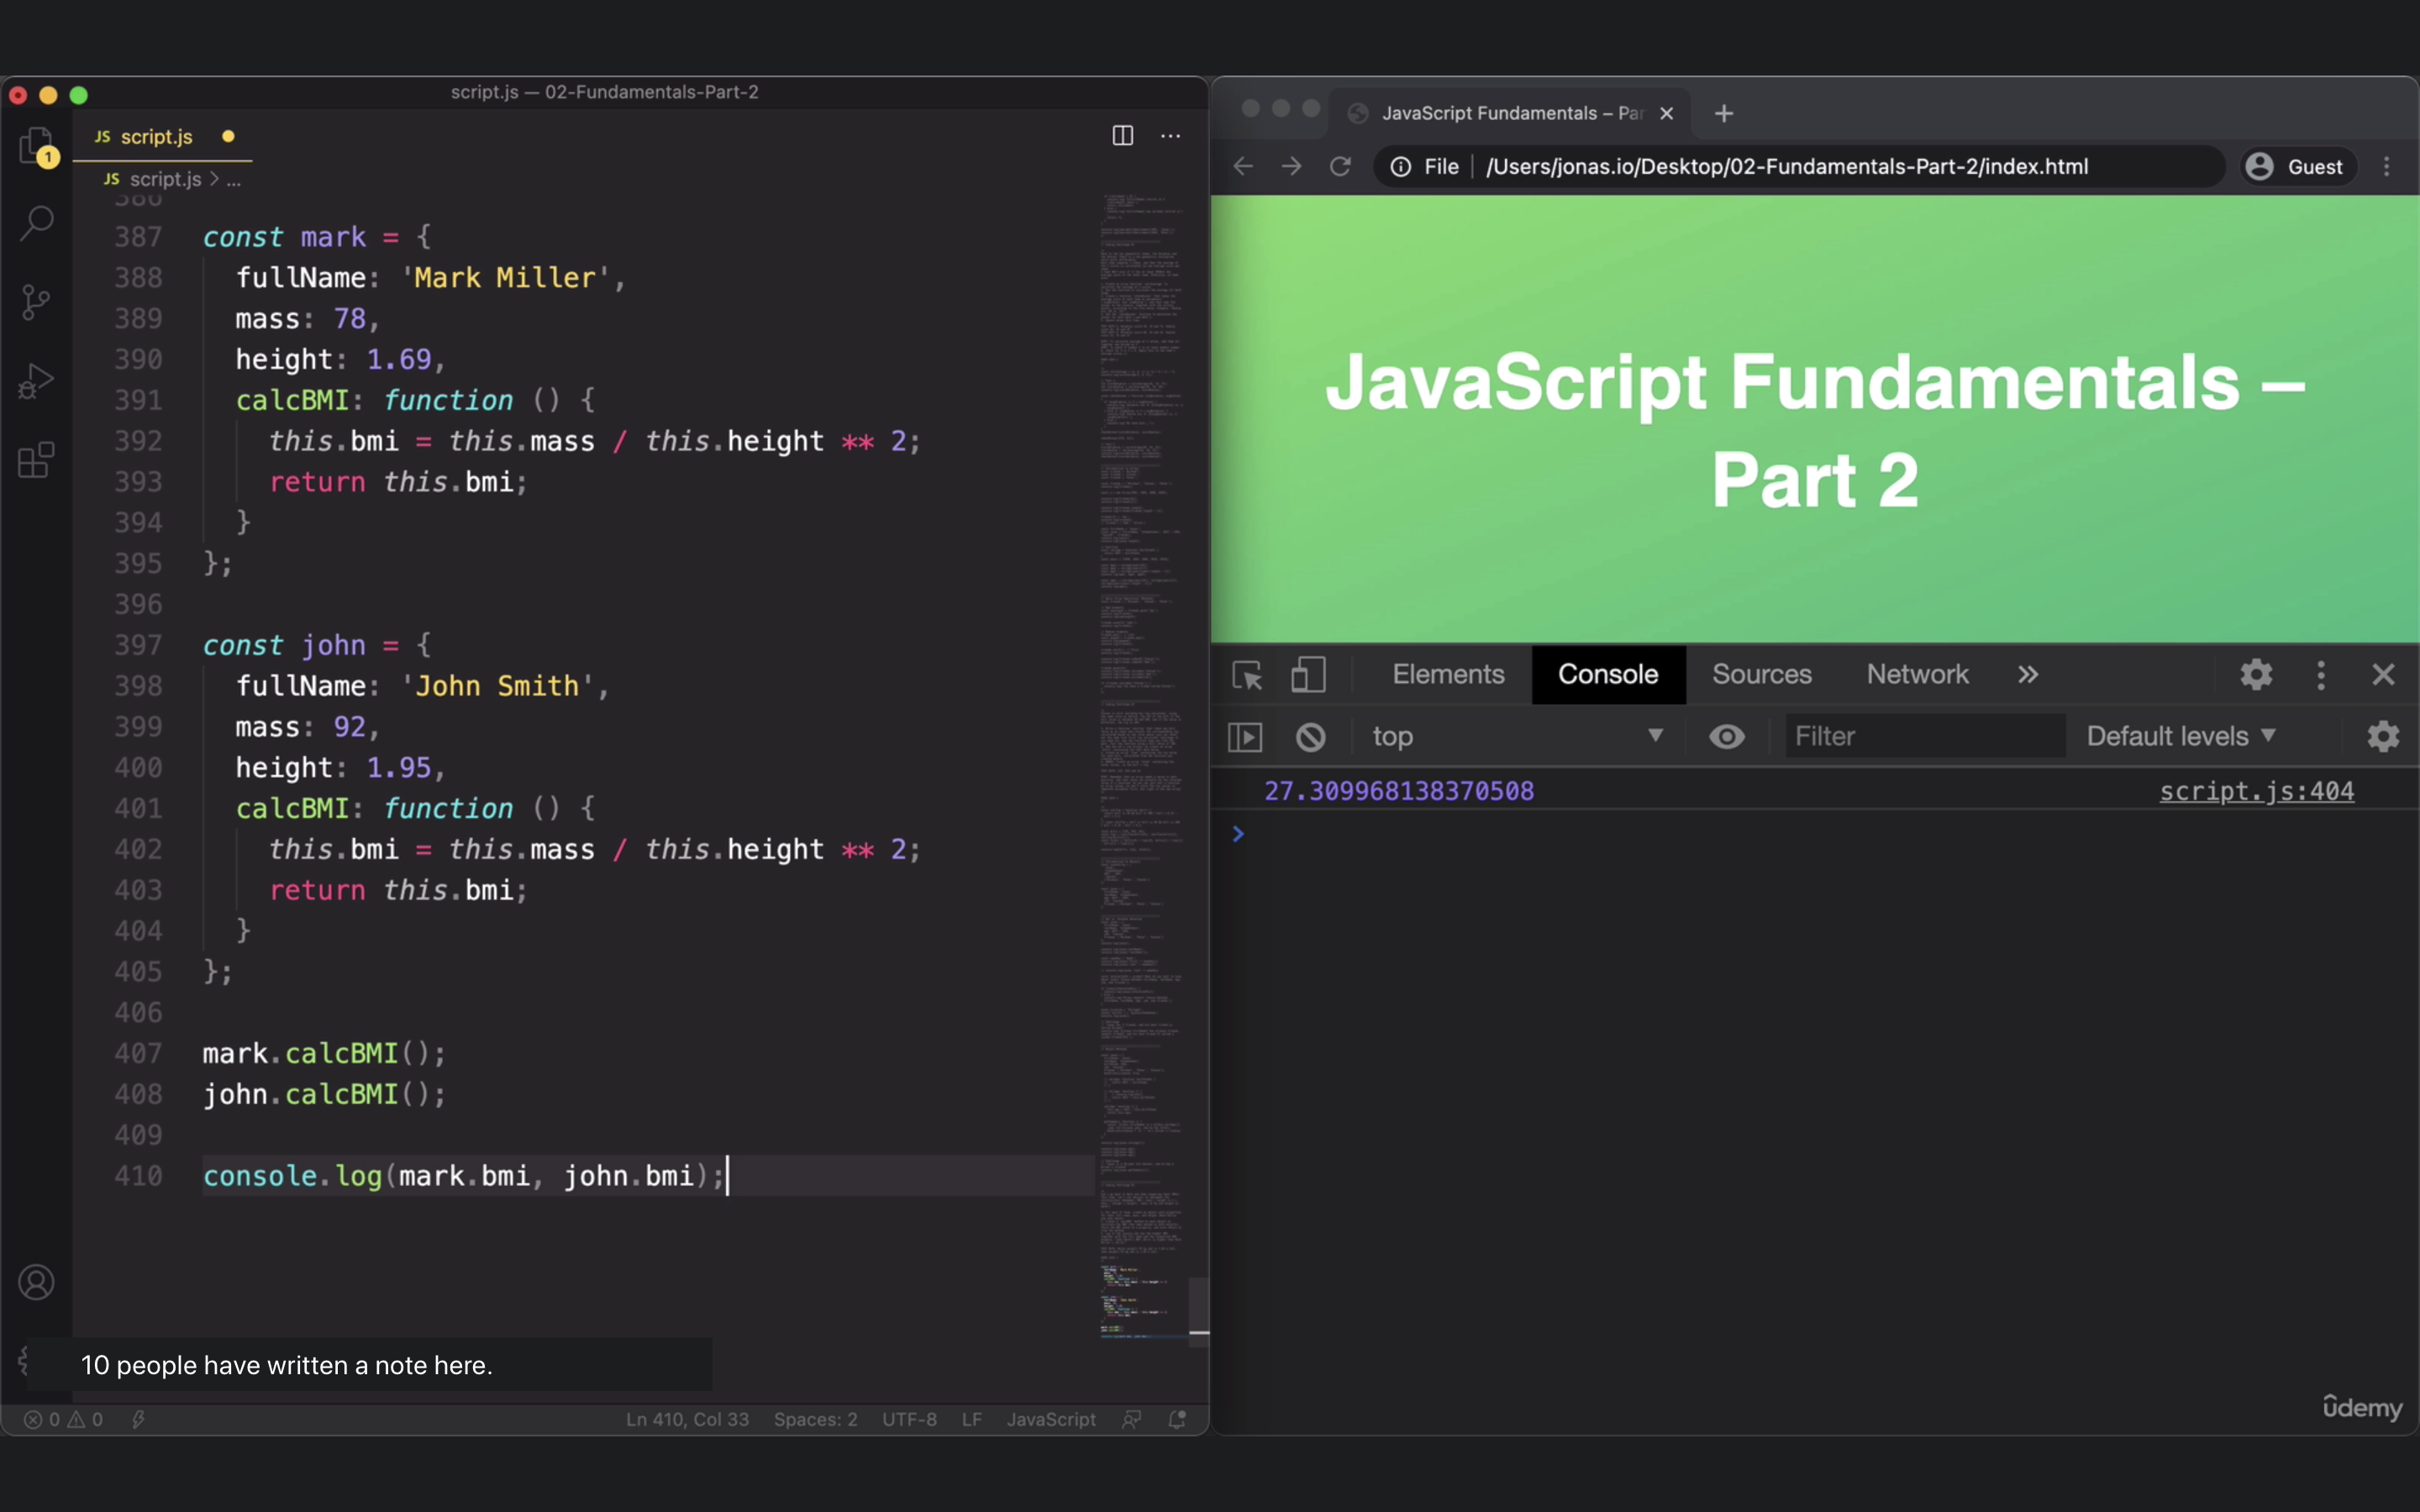 script.js — 02-Fundamentals-Part-2
JS script.js
1
JS script.js > ...
386
387 const mark = {
388 fullName: 'Mark Miller',
389 mass: 78,
390 height: 1.69,
391 calcBMI: function () {
392 this.bmi = this.mass / this.height ** 2;
393 return this.bmi;
394 }
395 };
396
397 const john = {
398 fullName: 'John Smith',
399 mass: 92,
400 height: 1.95,
401 calcBMI: function () {
402 this.bmi = this.mass / this.height ** 2;
403 return this.bmi;
404 }
405 };
406
407 mark.calcBMI();
408 john.calcBMI();
409
410 console.log(mark.bmi, john.bmi);
10 people have written a note here.
0 0 Ln 410, Col 33 Spaces: 2 UTF-8 LF JavaScript
JavaScript Fundamentals – Par
File /Users/jonas.io/Desktop/02-Fundamentals-Part-2/index.html Guest
JavaScript Fundamentals –
Part 2
Elements Console Sources Network
top Filter Default levels
27.309968138370508 script.js:404
udemy